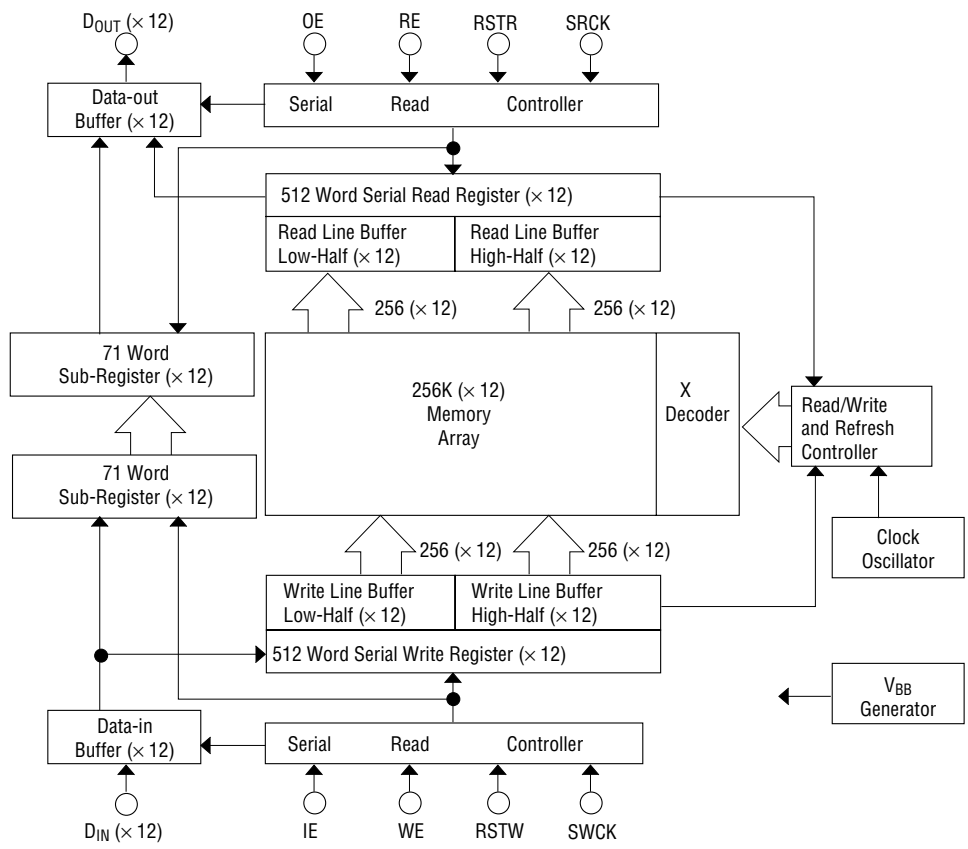 DOUT (× 12)
OE
RE
RSTR
SRCK
Data-out
Buffer (× 12)
Serial Read Controller
512 Word Serial Read Register (× 12)
Read Line Buffer
Low-Half (× 12)
Read Line Buffer
High-Half (× 12)
256 (× 12)
256 (× 12)
71 Word
Sub-Register (× 12)
256K (× 12)
Memory
Array
X
Decoder
Read/Write
and Refresh
Controller
71 Word
Sub-Register (× 12)
Clock
Oscillator
256 (× 12)
256 (× 12)
Write Line Buffer
Low-Half (× 12)
Write Line Buffer
High-Half (× 12)
512 Word Serial Write Register (× 12)
VBB
Generator
Data-in
Buffer (× 12)
Serial Read Controller
DIN (× 12)
IE
WE
RSTW
SWCK